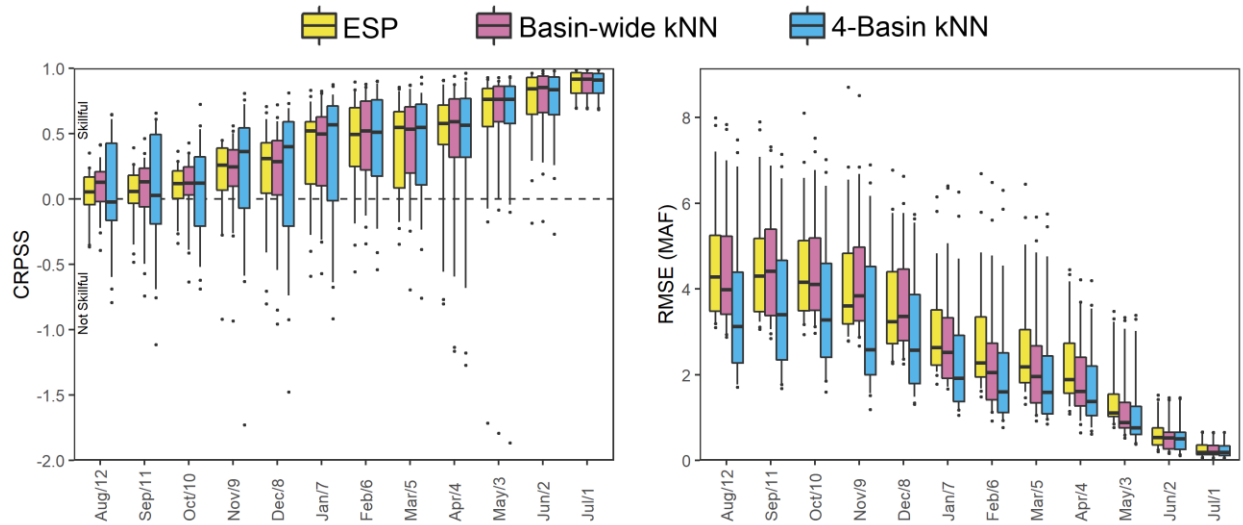 ESP
Basin-wide kNN
4-Basin kNN
CRPSS
1.0
0.5
0.0
-0.5
-1.0
-1.5
-2.0
Skillful
Not Skillful
Aug/12
Sep/11
Oct/10
Nov/9
Dec/8
Jan/7
Feb/6
Mar/5
Apr/4
May/3
Jun/2
Jul/1
RMSE (MAF)
8
6
4
2
0
Aug/12
Sep/11
Oct/10
Nov/9
Dec/8
Jan/7
Feb/6
Mar/5
Apr/4
May/3
Jun/2
Jul/1